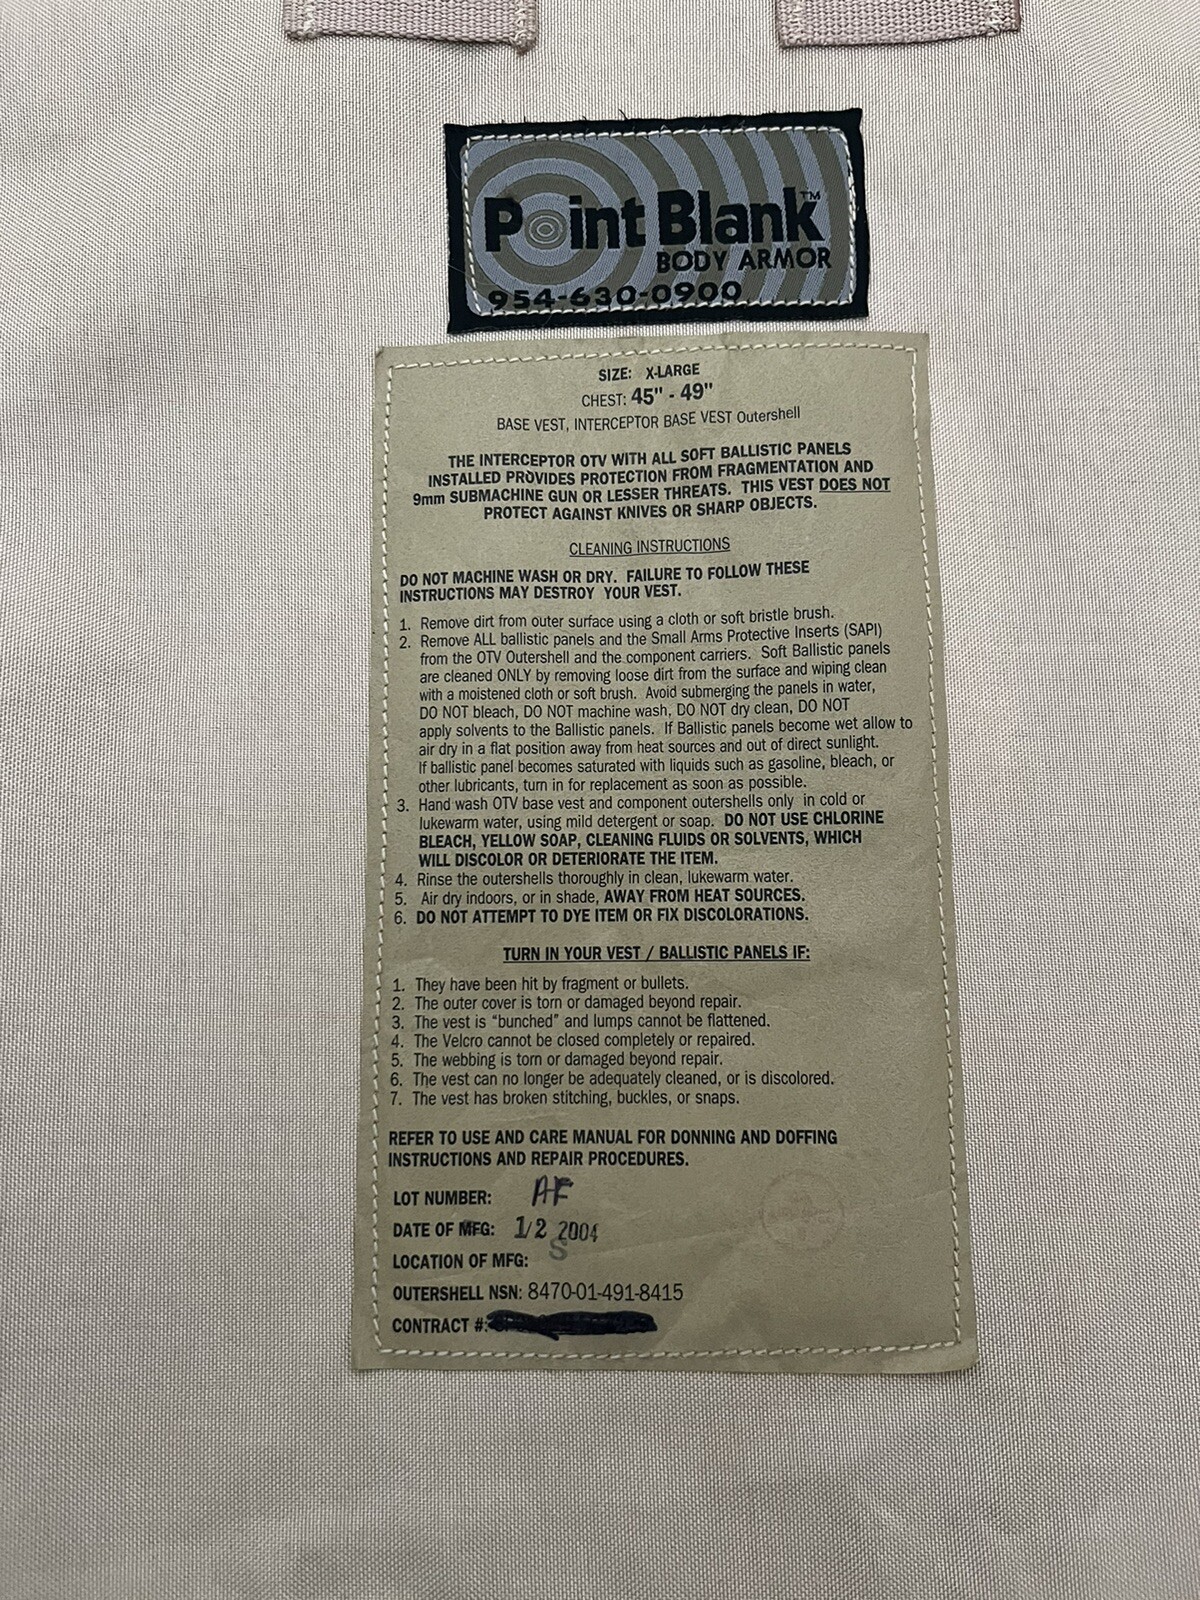 Point Blank™
BODY ARMOR
954-630-0900
SIZE: X-LARGE
CHEST: 45" - 49"
BASE VEST, INTERCEPTOR BASE VEST Outershell
THE INTERCEPTOR OTV WITH ALL SOFT BALLISTIC PANELS
INSTALLED PROVIDES PROTECTION FROM FRAGMENTATION AND
9mm SUBMACHINE GUN OR LESSER THREATS. THIS VEST DOES NOT
PROTECT AGAINST KNIVES OR SHARP OBJECTS.
CLEANING INSTRUCTIONS
DO NOT MACHINE WASH OR DRY. FAILURE TO FOLLOW THESE
INSTRUCTIONS MAY DESTROY YOUR VEST.
1. Remove dirt from outer surface using a cloth or soft bristle brush.
2. Remove ALL ballistic panels and the Small Arms Protective Inserts (SAPI)
from the OTV Outershell and the component carriers. Soft Ballistic panels
are cleaned ONLY by removing loose dirt from the surface and wiping clean
with a moistened cloth or soft brush. Avoid submerging the panels in water,
DO NOT bleach, DO NOT machine wash, DO NOT dry clean, DO NOT
apply solvents to the Ballistic panels. If Ballistic panels become wet allow to
air dry in a flat position away from heat sources and out of direct sunlight.
If ballistic panel becomes saturated with liquids such as gasoline, bleach, or
other lubricants, turn in for replacement as soon as possible.
3. Hand wash OTV base vest and component outershells only in cold or
lukewarm water, using mild detergent or soap. DO NOT USE CHLORINE
BLEACH, YELLOW SOAP, CLEANING FLUIDS OR SOLVENTS, WHICH
WILL DISCOLOR OR DETERIORATE THE ITEM.
4. Rinse the outershells thoroughly in clean, lukewarm water.
5. Air dry indoors, or in shade, AWAY FROM HEAT SOURCES.
6. DO NOT ATTEMPT TO DYE ITEM OR FIX DISCOLORATIONS.
TURN IN YOUR VEST / BALLISTIC PANELS IF:
1. They have been hit by fragment or bullets.
2. The outer cover is torn or damaged beyond repair.
3. The vest is “bunched” and lumps cannot be flattened.
4. The Velcro cannot be closed completely or repaired.
5. The webbing is torn or damaged beyond repair.
6. The vest can no longer be adequately cleaned, or is discolored.
7. The vest has broken stitching, buckles, or snaps.
REFER TO USE AND CARE MANUAL FOR DONNING AND DOFFING
INSTRUCTIONS AND REPAIR PROCEDURES.
LOT NUMBER: AF
DATE OF MFG: 1/2 2004
LOCATION OF MFG: S
OUTERSHELL NSN: 8470-01-491-8415
CONTRACT #: